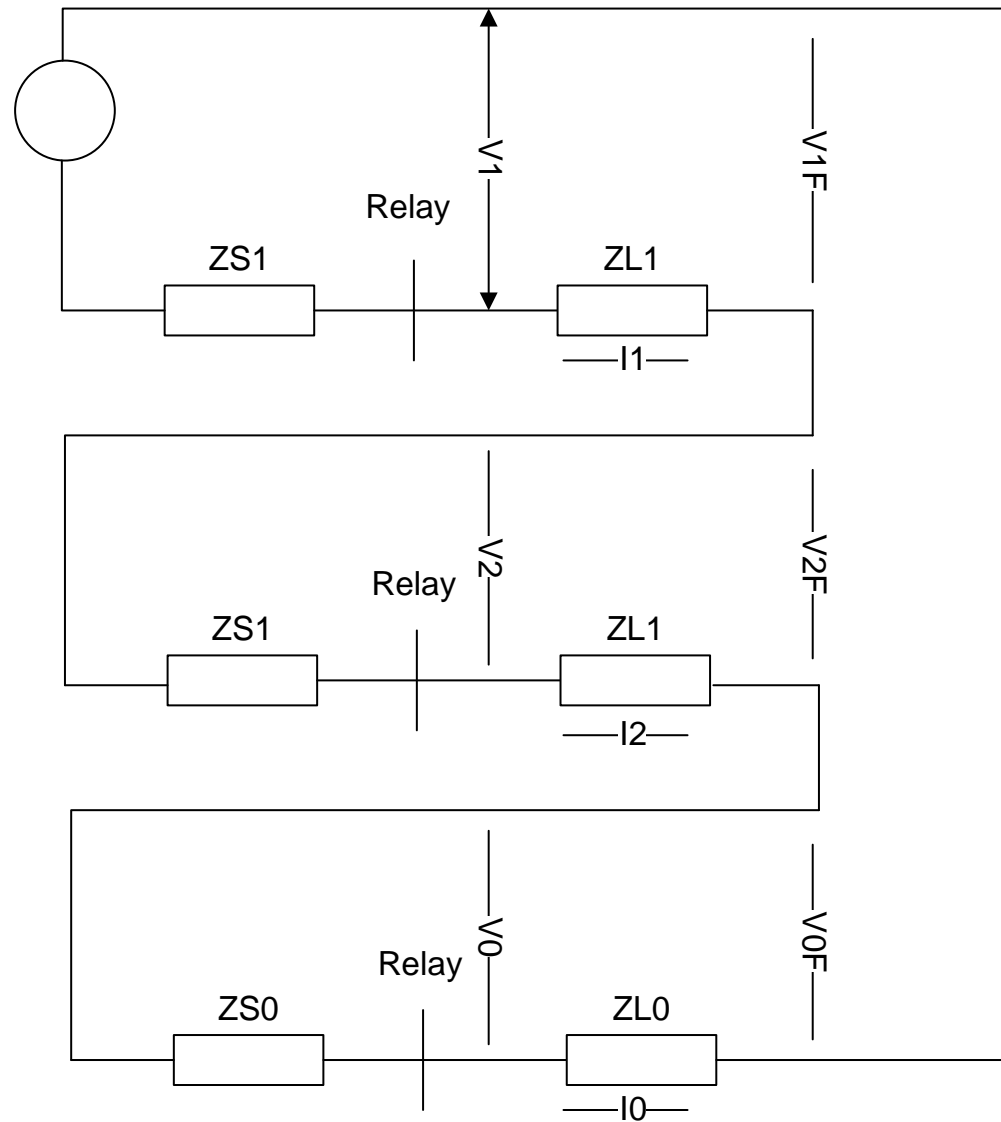 V1
V1F
Relay
ZS1
ZL1
I1
V2
V2F
Relay
ZS1
ZL1
I2
V0
V0F
Relay
ZS0
ZL0
I0